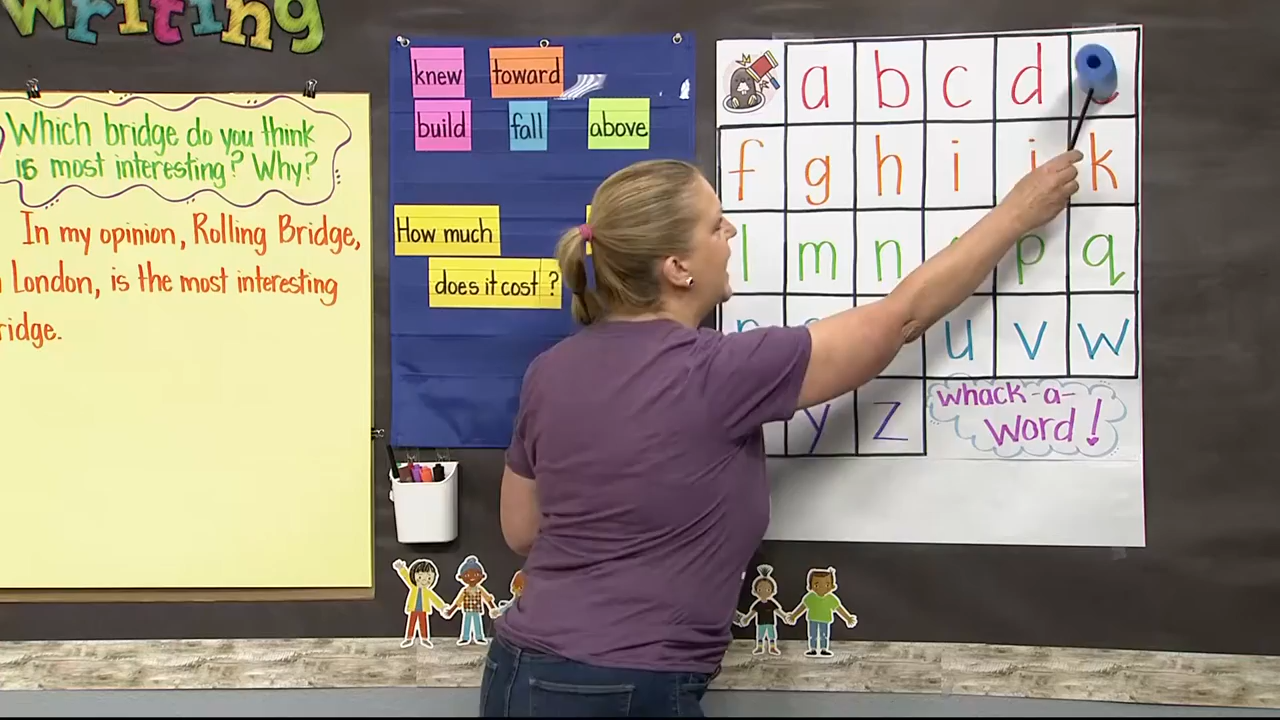 writing
Which bridge do you think
is most interesting? Why?
In my opinion, Rolling Bridge,
London, is the most interesting
ridge.
knew toward
build fall above
How much
does it cost ?
a b c d e
f g h i j k
l m n p q
u v w
y z
Whack-a-
Word!